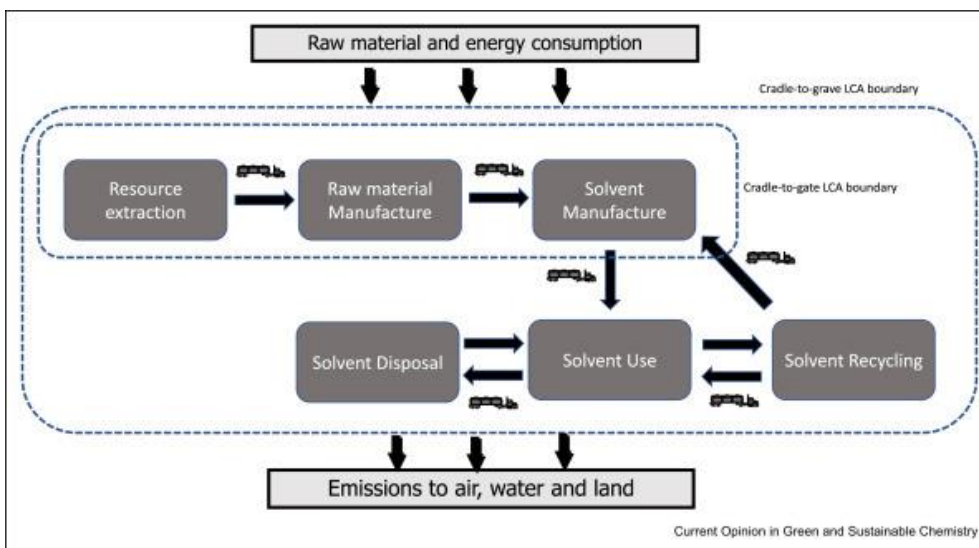 Raw material and energy consumption
Cradle-to-grave LCA boundary
Resource
extraction
Raw material
Manufacture
Solvent
Manufacture
Cradle-to-gate LCA boundary
Solvent Disposal
Solvent Use
Solvent Recycling
Emissions to air, water and land
Current Opinion in Green and Sustainable Chemistry